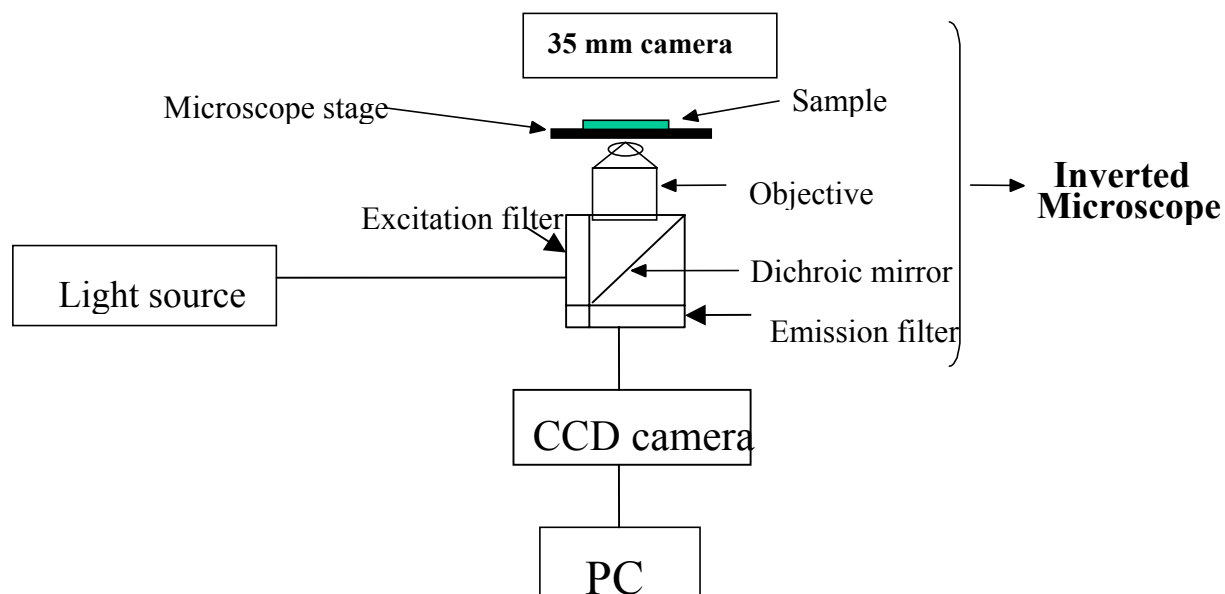 35 mm camera
Microscope stage
Sample
Objective
Inverted
Microscope
Excitation filter
Light source
Dichroic mirror
Emission filter
CCD camera
PC